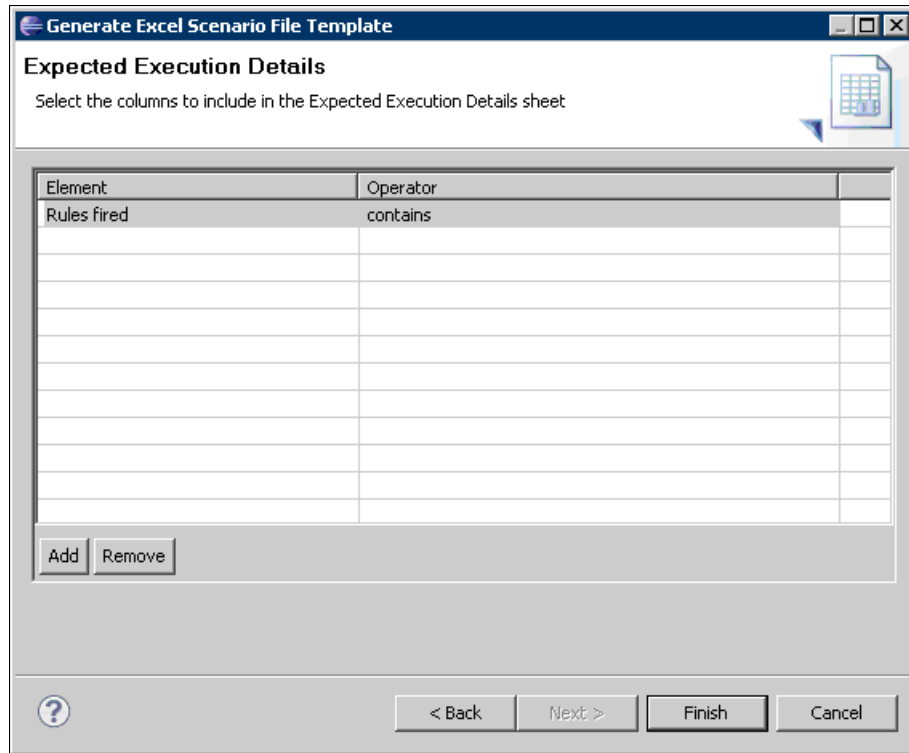 Generate Excel Scenario File Template
Expected Execution Details
Select the columns to include in the Expected Execution Details sheet
Element Operator
Rules fired contains
Add Remove
? < Back Next > Finish Cancel